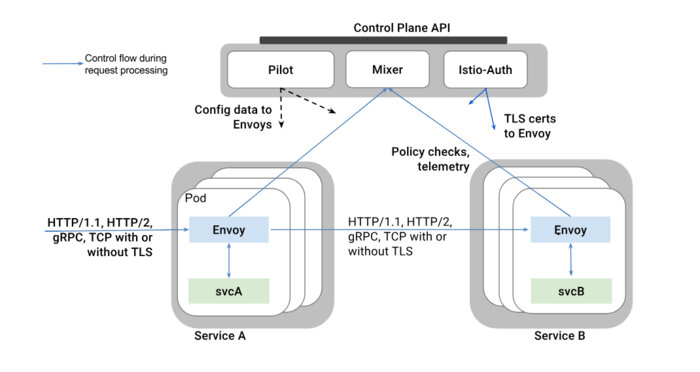 Control Plane API
Control flow during
request processing
Pilot
Mixer
Istio-Auth
Config data to
Envoys
TLS certs
to Envoy
Policy checks,
telemetry
Pod
HTTP/1.1, HTTP/2,
gRPC, TCP with or
without TLS
Envoy
HTTP/1.1, HTTP/2,
gRPC, TCP with or
without TLS
Envoy
svcA
svcB
Service A
Service B